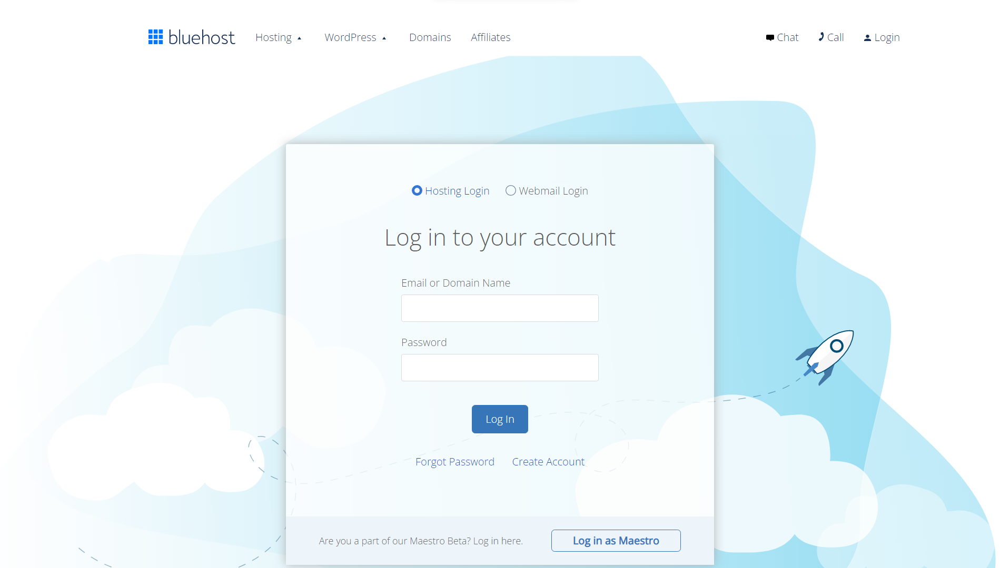 bluehost Hosting WordPress Domains Affiliates Chat Call Login
Hosting Login Webmail Login
Log in to your account
Email or Domain Name
Password
Log In
Forgot Password Create Account
Are you a part of our Maestro Beta? Log in here. Log in as Maestro